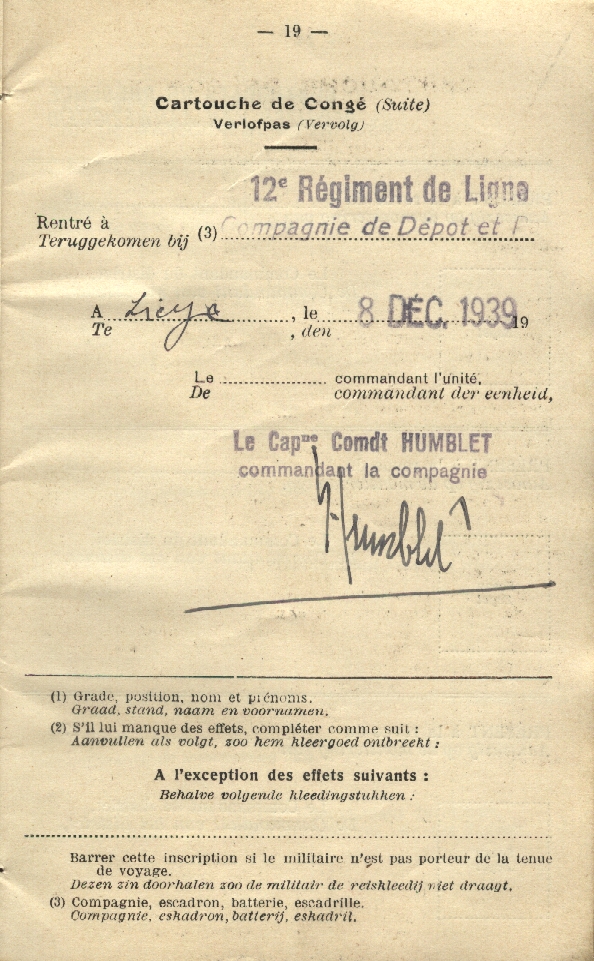 — 19 —
Cartouche de Congé (Suite)
Verlofpas (Vervolg)
12e Régiment de Ligne
Rentré à
Teruggekomen bij (3) Compagnie de Dépot et
A Liège, le 8 DÉC. 1939 19
Te , den
Le .................... commandant l'unité,
De commandant der eenheid,
Le Capne Comdt HUMBLET
commandant la compagnie
Humblet
(1) Grade, position, nom et prénoms.
Graad, stand, naam en voornamen.
(2) S'il lui manque des effets, compléter comme suit :
Aanvullen als volgt, zoo hem kleergoed ontbreekt :
A l'exception des effets suivants :
Behalve volgende kleedingstukken :
Barrer cette inscription si le militaire n'est pas porteur de la tenue
de voyage.
Dezen zin doorhalen zoo de militair de reiskleedij niet draagt.
(3) Compagnie, escadron, batterie, escadrille.
Compagnie, eskadron, batterij, eskadril.